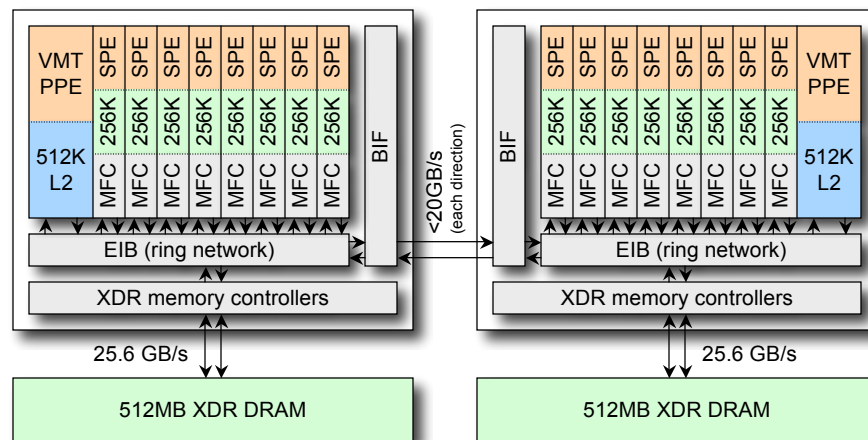 VMT
PPE
512K
L2
SPE
256K
MFC
SPE
256K
MFC
SPE
256K
MFC
SPE
256K
MFC
SPE
256K
MFC
SPE
256K
MFC
SPE
256K
MFC
SPE
256K
MFC
BIF
EIB (ring network)
XDR memory controllers
25.6 GB/s
512MB XDR DRAM
<20GB/s
(each direction)
BIF
SPE
256K
MFC
SPE
256K
MFC
SPE
256K
MFC
SPE
256K
MFC
SPE
256K
MFC
SPE
256K
MFC
SPE
256K
MFC
SPE
256K
MFC
VMT
PPE
512K
L2
EIB (ring network)
XDR memory controllers
25.6 GB/s
512MB XDR DRAM